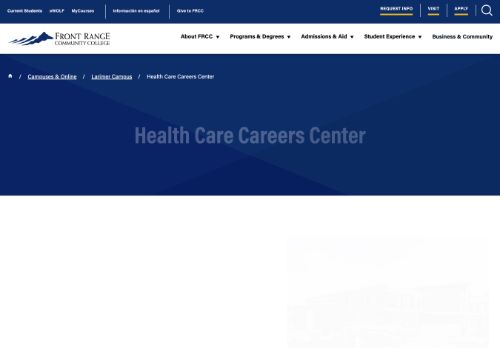 Current Students eWOLF MyCourses Información en español Give to FRCC REQUEST INFO VISIT APPLY
FRONT RANGE
COMMUNITY COLLEGE
About FRCC Programs & Degrees Admissions & Aid Student Experience Business & Community
/ Campuses & Online / Larimer Campus / Health Care Careers Center
Health Care Careers Center